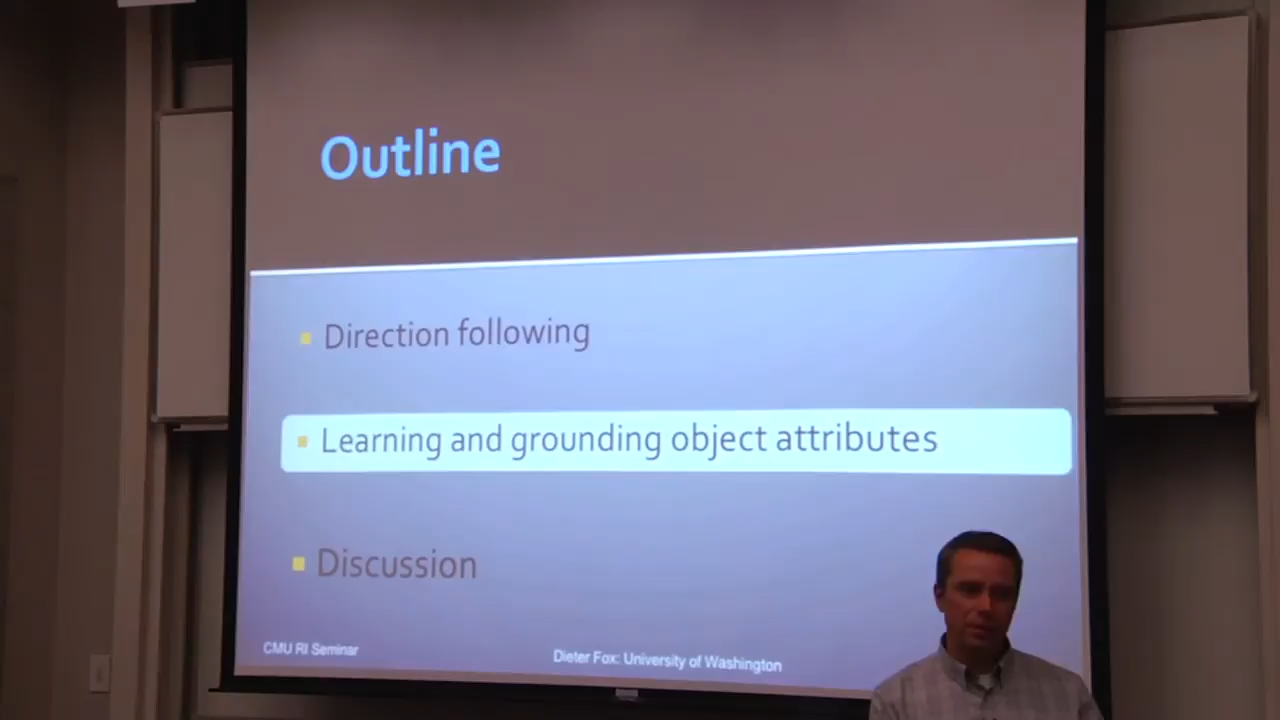 Outline
Direction following
Learning and grounding object attributes
Discussion
CMU RI Seminar
Dieter Fox: University of Washington